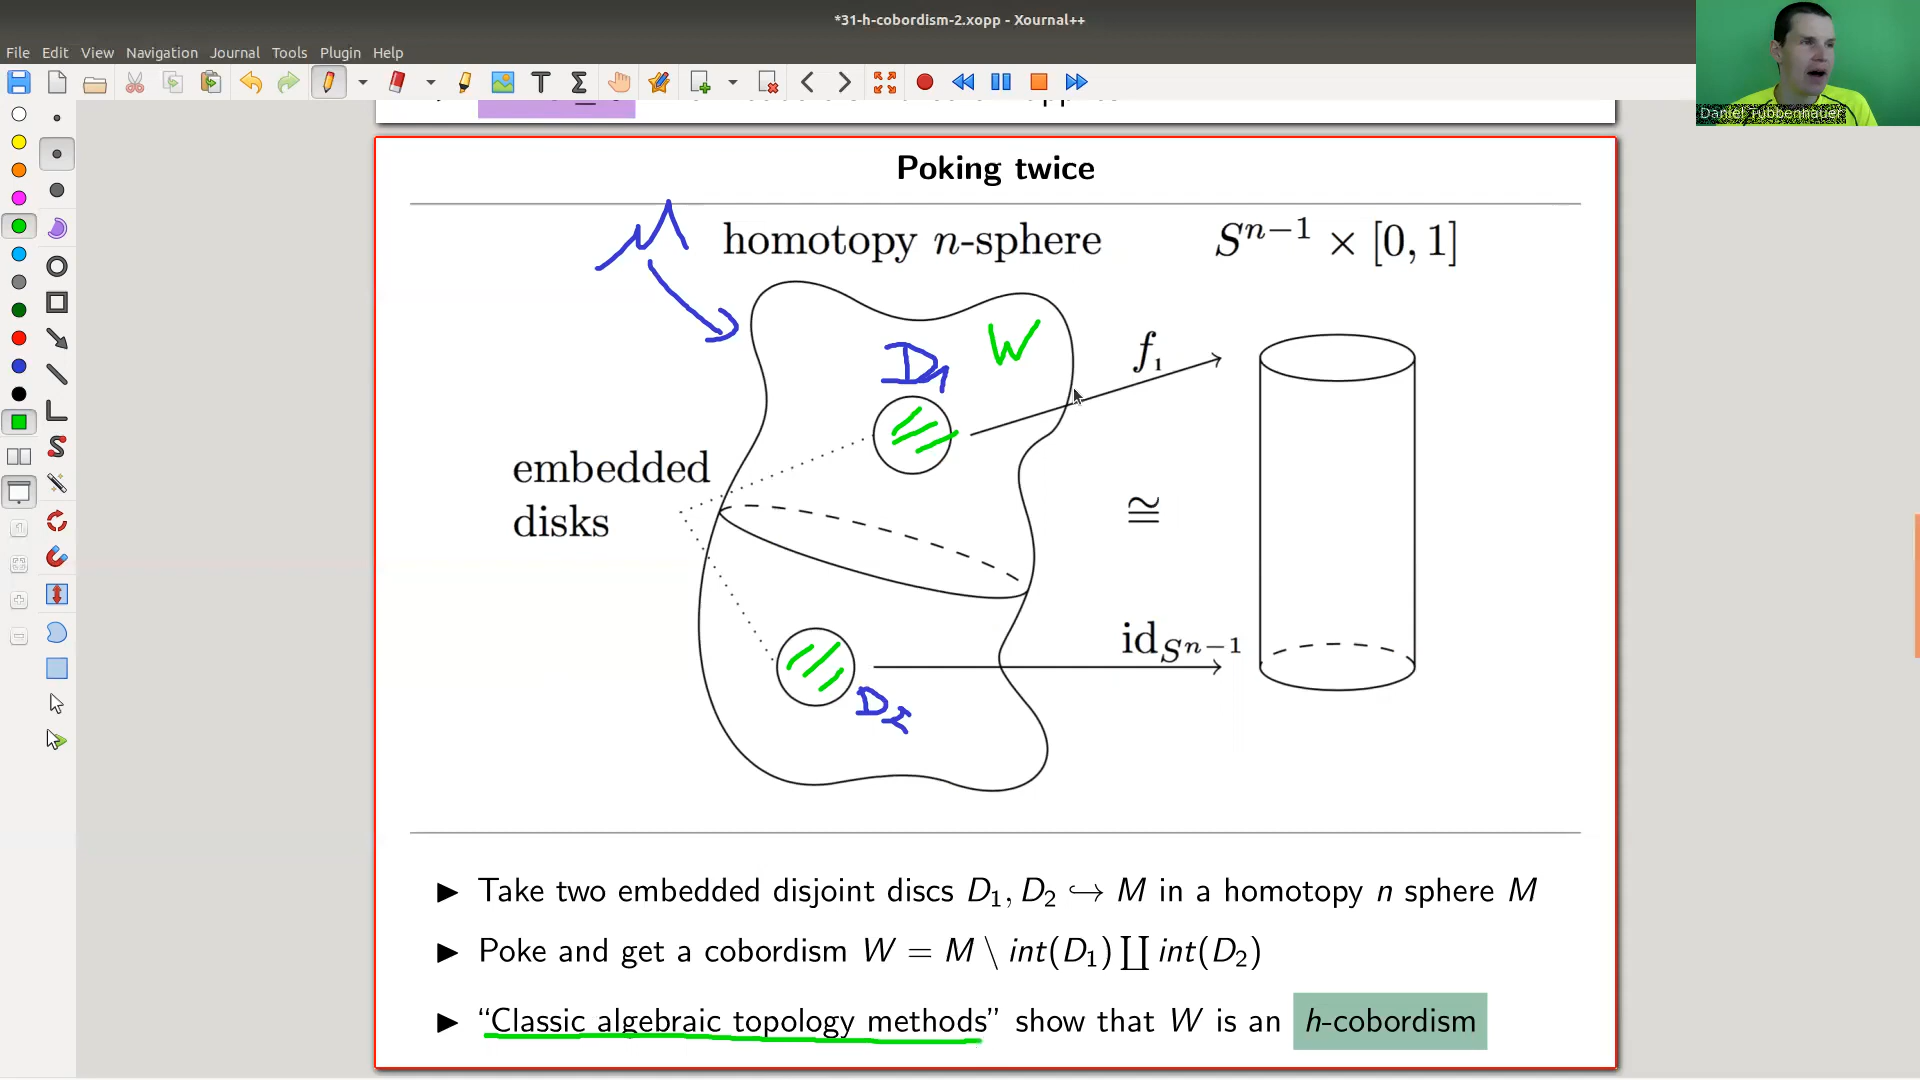 *31-h-cobordism-2.xopp - Xournal++
File Edit View Navigation Journal Tools Plugin Help
Daniel Tubbenhauer
Poking twice
M homotopy n-sphere S^{n−1} × [0, 1]
W
D₁ f₁
embedded
disks
≅
id_{S^{n−1}}
D₂
► Take two embedded disjoint discs D₁, D₂ ↪ M in a homotopy n sphere M
► Poke and get a cobordism W = M \ int(D₁) ∐ int(D₂)
► “Classic algebraic topology methods” show that W is an h-cobordism